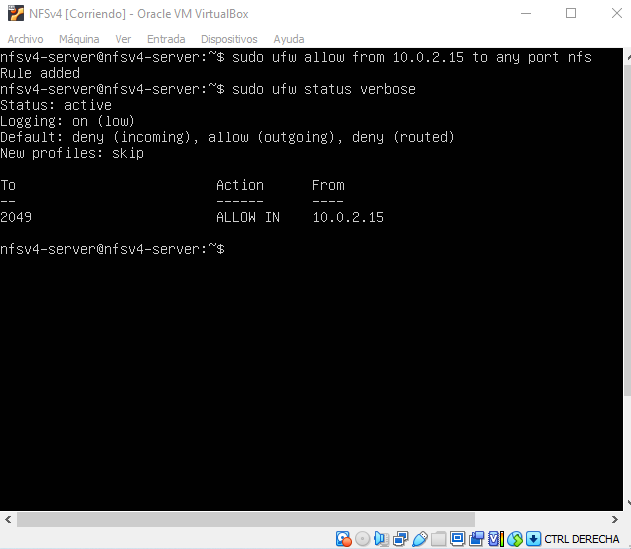 NFSv4 [Corriendo] - Oracle VM VirtualBox
Archivo Máquina Ver Entrada Dispositivos Ayuda
nfsv4-server@nfsv4-server:~$ sudo ufw allow from 10.0.2.15 to any port nfs
Rule added
nfsv4-server@nfsv4-server:~$ sudo ufw status verbose
Status: active
Logging: on (low)
Default: deny (incoming), allow (outgoing), deny (routed)
New profiles: skip
To Action From
-- ------ ----
2049 ALLOW IN 10.0.2.15
nfsv4-server@nfsv4-server:~$
CTRL DERECHA